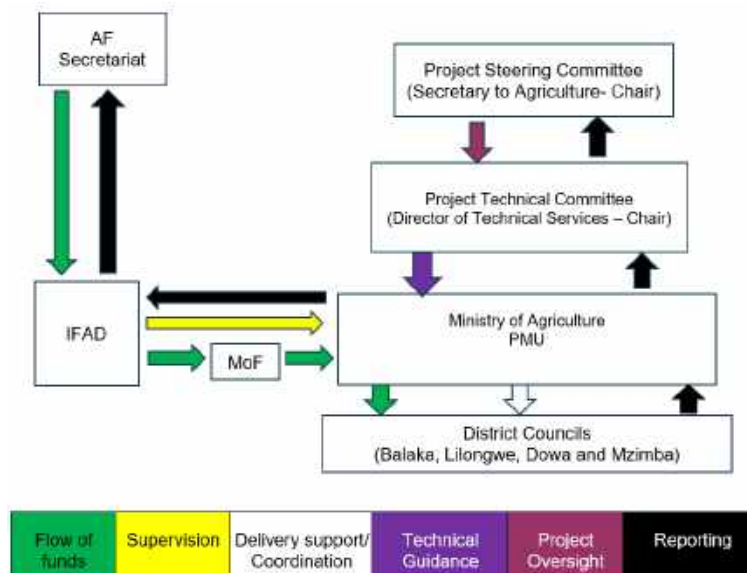 AF
Secretariat
Project Steering Committee
(Secretary to Agriculture- Chair)
Project Technical Committee
(Director of Technical Services – Chair)
IFAD
MoF
Ministry of Agriculture
PMU
District Councils
(Balaka, Lilongwe, Dowa and Mzimba)
Flow of
funds
Supervision
Delivery support/
Coordination
Technical
Guidance
Project
Oversight
Reporting